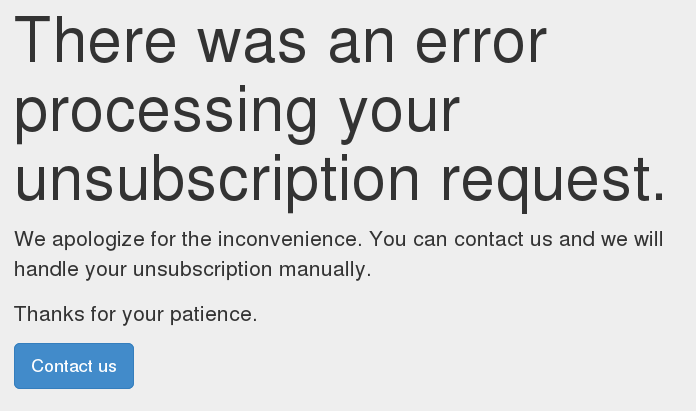 There was an error
processing your
unsubscription request.
We apologize for the inconvenience. You can contact us and we will
handle your unsubscription manually.
Thanks for your patience.
Contact us